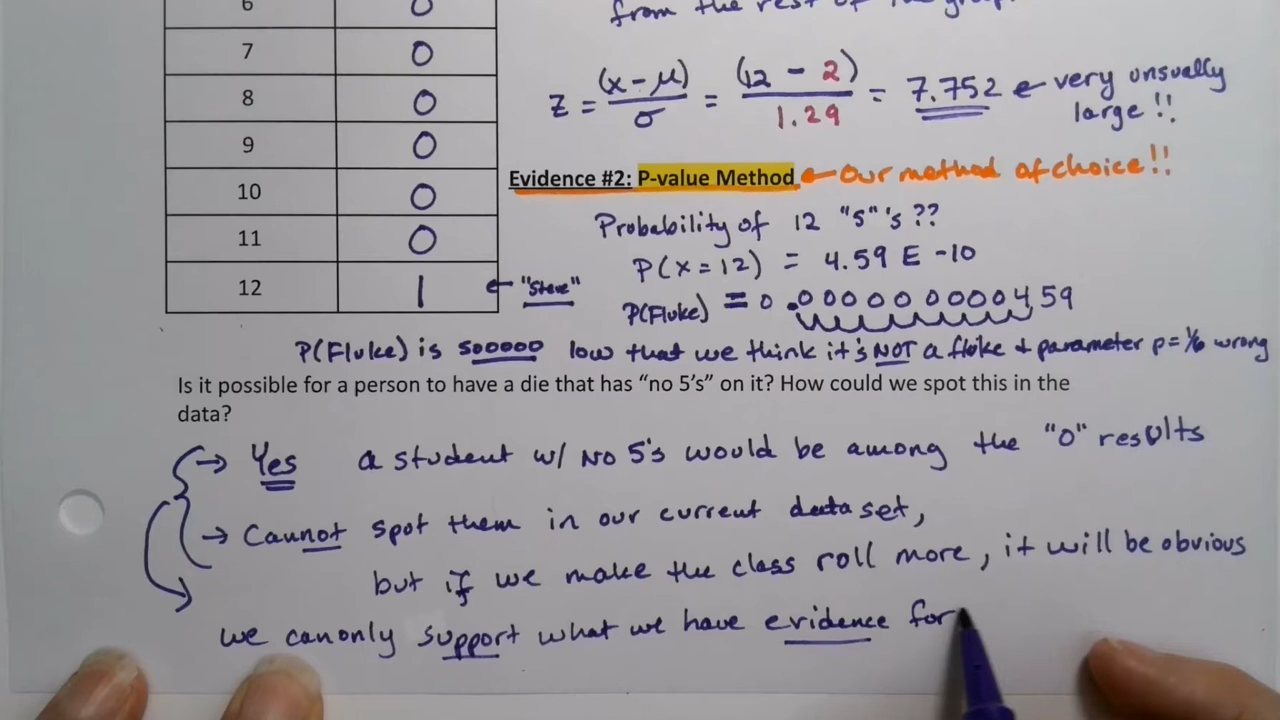 6 0
from the rest of the group.
7 0
8 0
9 0
10 0
11 0
12 1 ← "Steve"
z = (x - μ) / σ = (12 - 2) / 1.29 = 7.752 ← very unsually
large!!
Evidence #2: P-value Method ← Our method of choice!!
Probability of 12 "5"'s ??
P(x=12) = 4.59 E -10
P(Fluke) = 0.000000000459
P(Fluke) is sooooo low that we think it's NOT a fluke + parameter p = 1/6 wrong
Is it possible for a person to have a die that has “no 5’s” on it? How could we spot this in the
data?
→ Yes a student w/ no 5's would be among the "0" results
→ Cannot spot them in our current data set,
but if we make the class roll more, it will be obvious
we can only support what we have evidence for